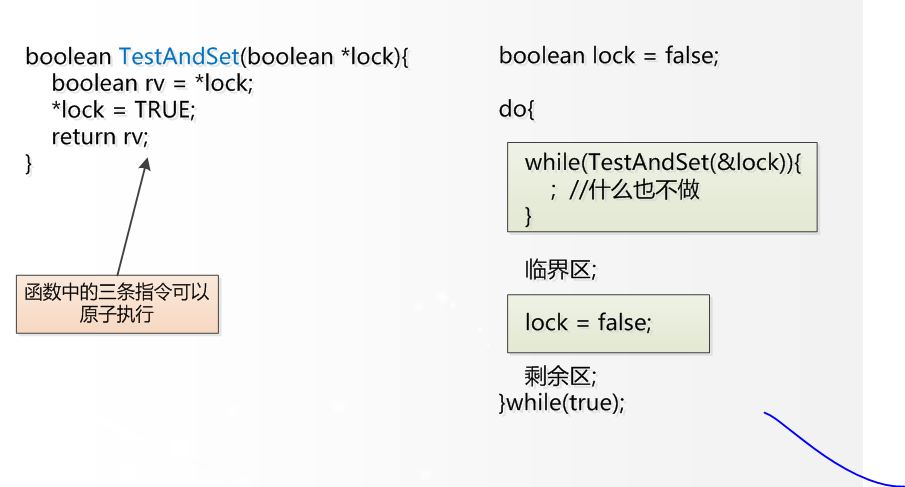 boolean TestAndSet(boolean *lock){
boolean rv = *lock;
*lock = TRUE;
return rv;
}
函数中的三条指令可以
原子执行
boolean lock = false;
do{
while(TestAndSet(&lock)){
; //什么也不做
}
临界区;
lock = false;
剩余区;
}while(true);